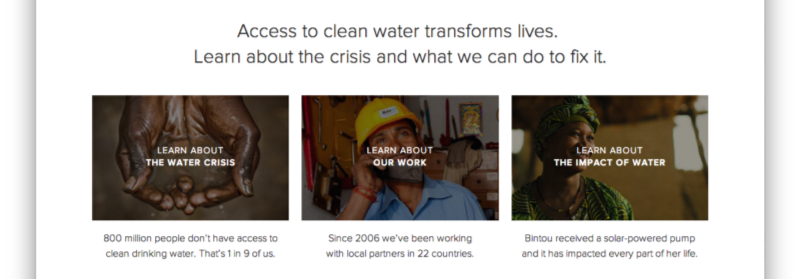 Access to clean water transforms lives.
Learn about the crisis and what we can do to fix it.
LEARN ABOUT
THE WATER CRISIS
LEARN ABOUT
OUR WORK
LEARN ABOUT
THE IMPACT OF WATER
800 million people don't have access to
clean drinking water. That's 1 in 9 of us.
Since 2006 we've been working
with local partners in 22 countries.
Bintou received a solar-powered pump
and it has impacted every part of her life.